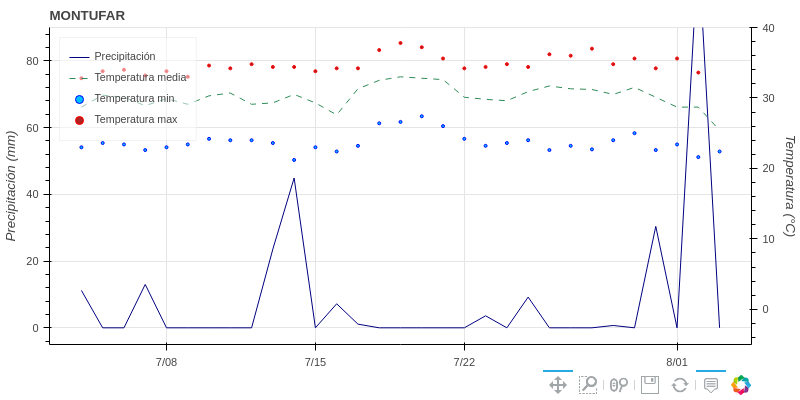 MONTUFAR
Precipitación
Temperatura media
Temperatura min
Temperatura max
Precipitación (mm)
80
60
40
20
0
Temperatura (°C)
40
30
20
10
0
7/08 7/15 7/22 8/01